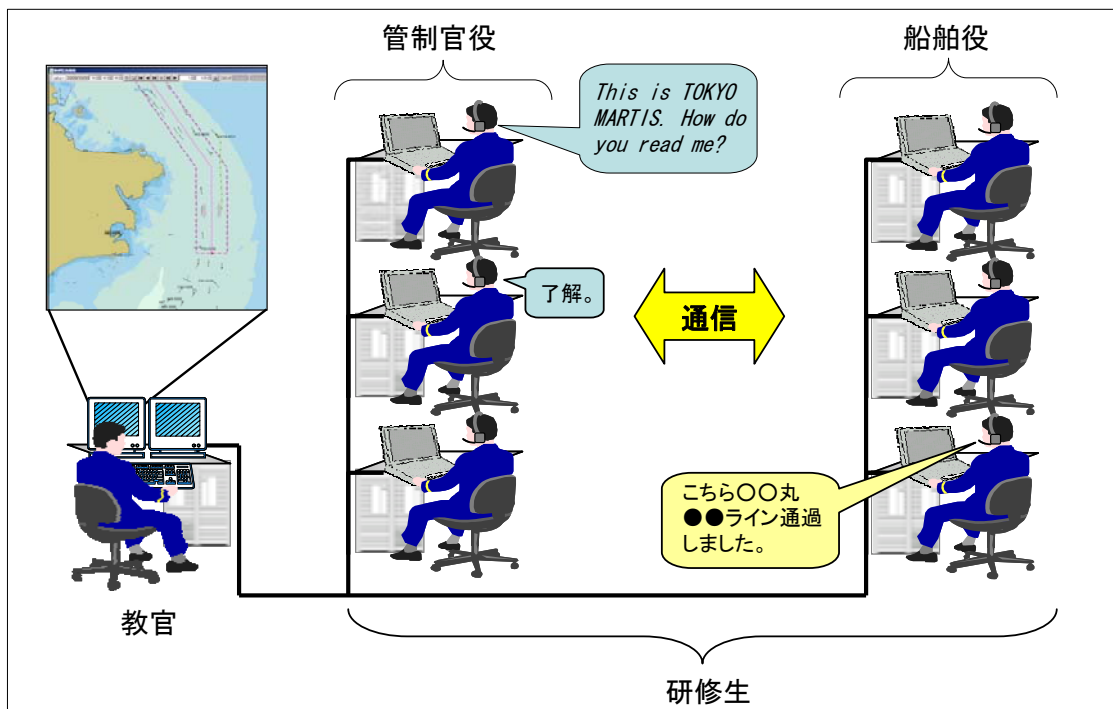 管制官役
船舶役
This is TOKYO
MARTIS. How do
you read me?
了解。
通信
こちら〇〇丸
●●ライン通過
しました。
教官
研修生